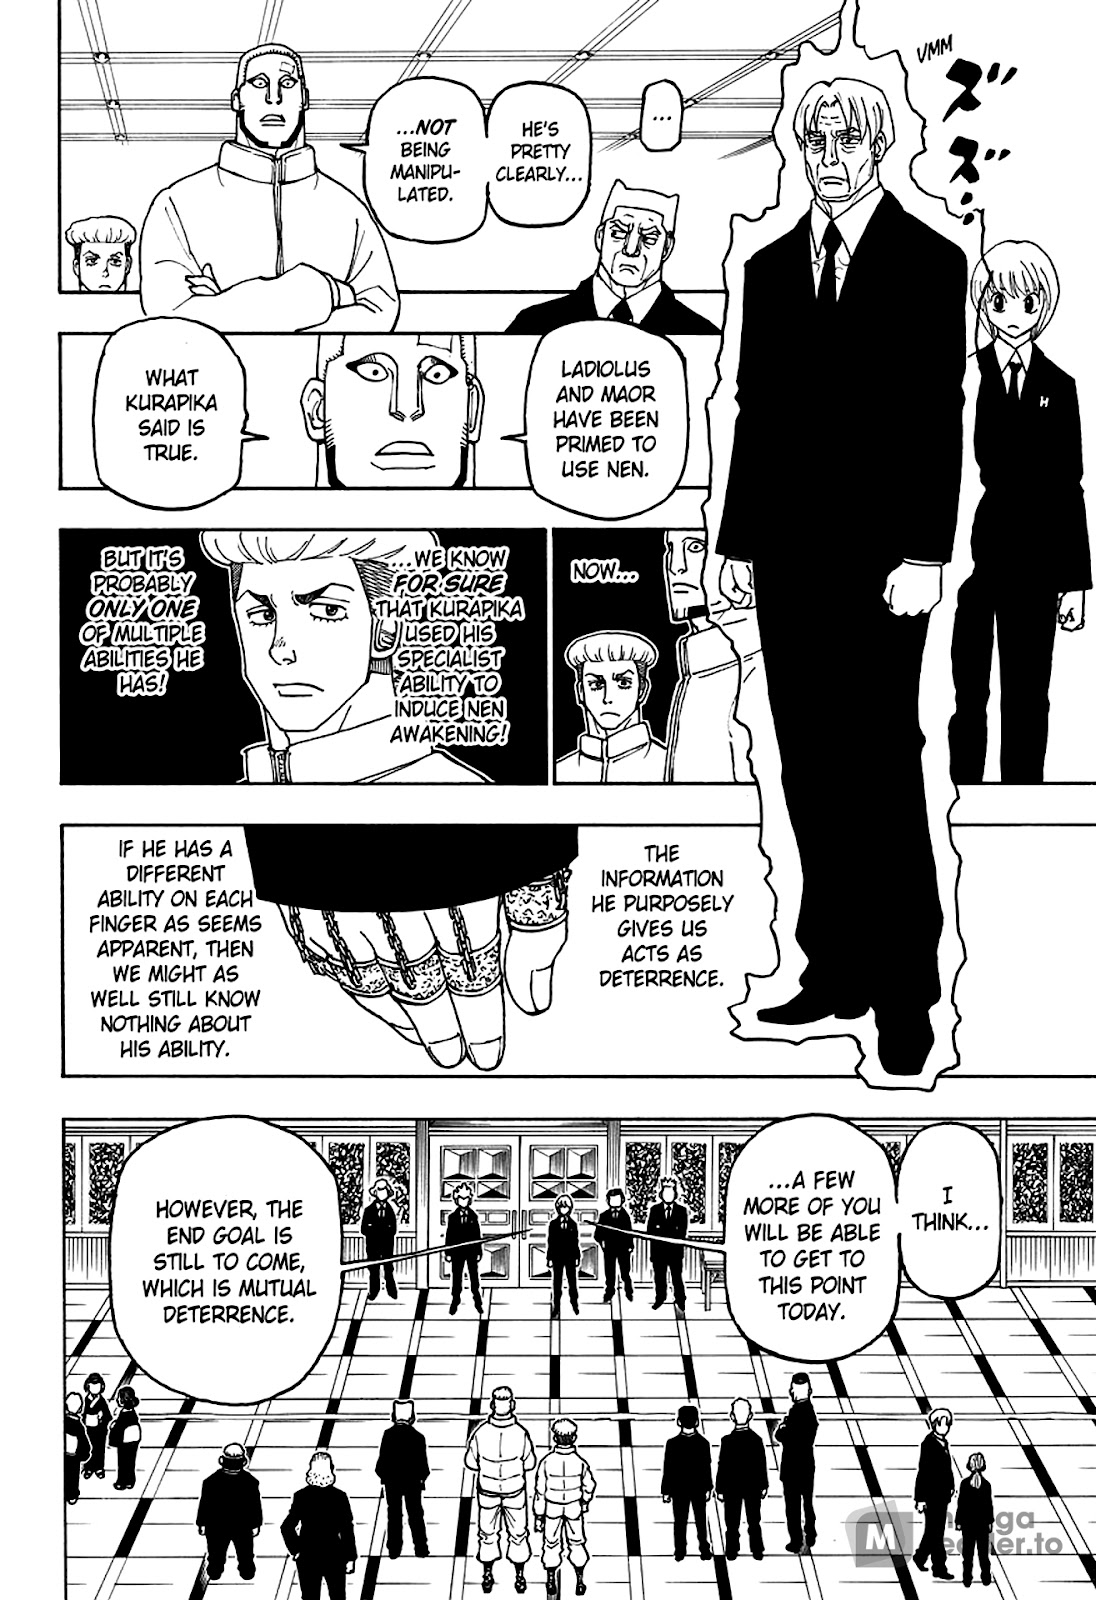 VMM
ズズ・・
...
HE'S
PRETTY
CLEARLY...
...NOT
BEING
MANIPU-
LATED.
LADIOLUS
AND MAOR
HAVE BEEN
PRIMED TO
USE NEN.
WHAT
KURAPIKA
SAID IS
TRUE.
H
NOW...
...WE KNOW
FOR SURE
THAT KURAPIKA
USED HIS
SPECIALIST
ABILITY TO
INDUCE NEN
AWAKENING!
BUT IT'S
PROBABLY
ONLY ONE
OF MULTIPLE
ABILITIES HE
HAS!
THE
INFORMATION
HE PURPOSELY
GIVES US
ACTS AS
DETERRENCE.
IF HE HAS A
DIFFERENT
ABILITY ON EACH
FINGER AS SEEMS
APPARENT, THEN
WE MIGHT AS
WELL STILL KNOW
NOTHING ABOUT
HIS ABILITY.
I
THINK...
...A FEW
MORE OF YOU
WILL BE ABLE
TO GET TO
THIS POINT
TODAY.
HOWEVER, THE
END GOAL IS
STILL TO COME,
WHICH IS MUTUAL
DETERRENCE.
M
manga
reader.to